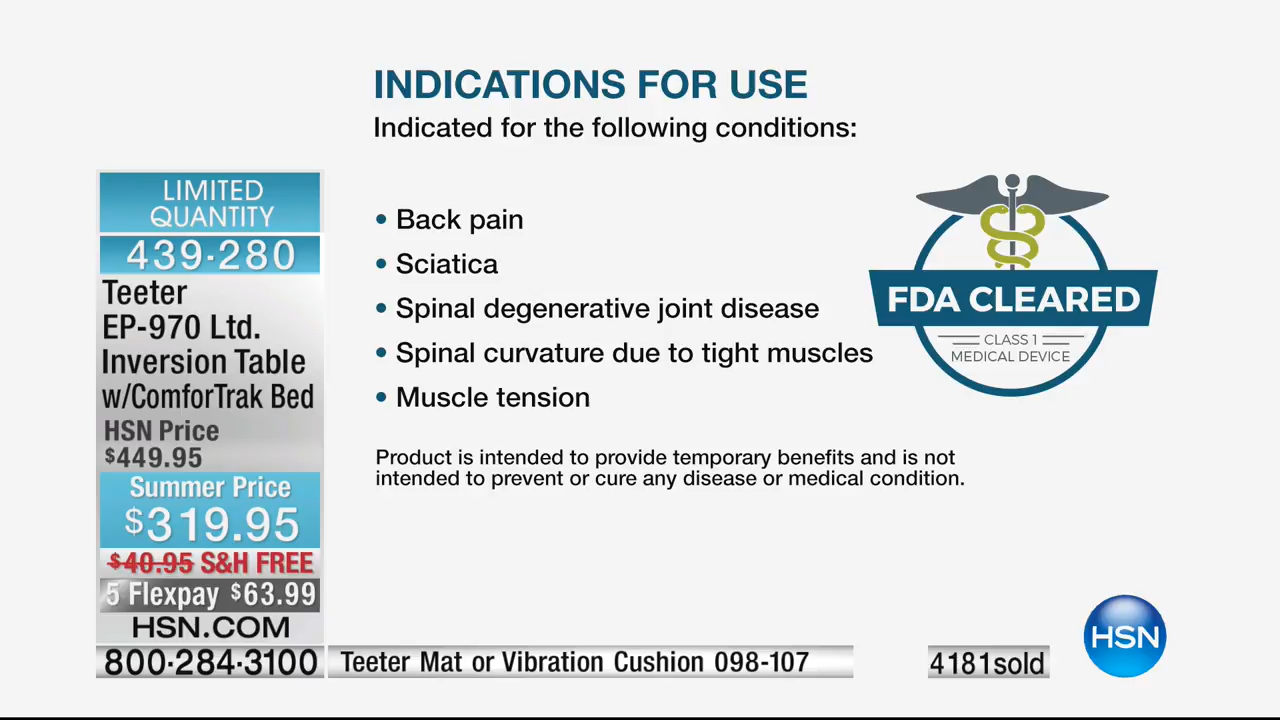 INDICATIONS FOR USE
Indicated for the following conditions:
• Back pain
• Sciatica
• Spinal degenerative joint disease
• Spinal curvature due to tight muscles
• Muscle tension
Product is intended to provide temporary benefits and is not
intended to prevent or cure any disease or medical condition.
FDA CLEARED
CLASS 1
MEDICAL DEVICE
LIMITED
QUANTITY
439·280
Teeter
EP-970 Ltd.
Inversion Table
w/ComforTrak Bed
HSN Price
$449.95
Summer Price
$319.95
$40.95 S&H FREE
5 Flexpay $63.99
HSN.COM
800·284·3100
Teeter Mat or Vibration Cushion 098-107
4181sold
HSN